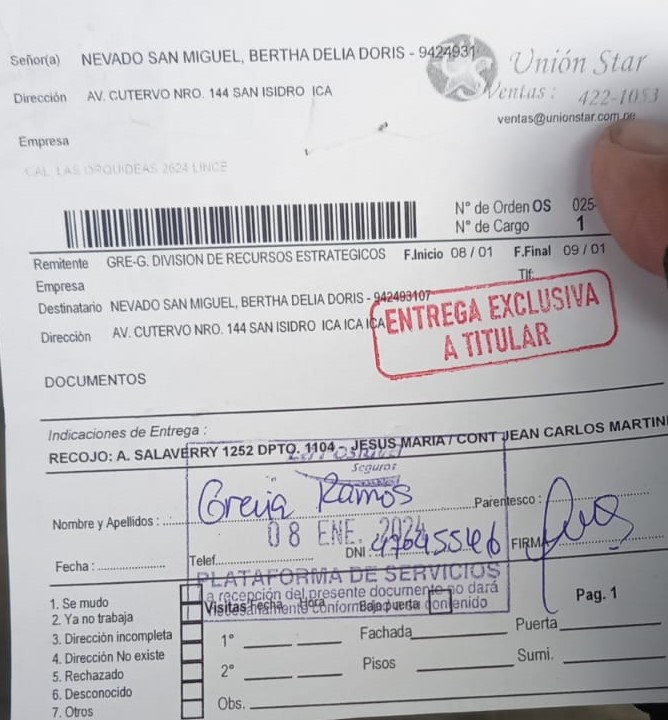 Señor(a) NEVADO SAN MIGUEL, BERTHA DELIA DORIS - 9424931
Unión Star
Dirección AV. CUTERVO NRO. 144 SAN ISIDRO ICA
Ventas : 422-1053
ventas@unionstar.com.pe
Empresa
CAL LAS ORQUIDEAS 2624 LINCE
N° de Orden OS 025-
N° de Cargo 1
Remitente GRE-G. DIVISION DE RECURSOS ESTRATEGICOS F.Inicio 08 / 01 F.Final 09 / 01
Empresa Tlf:
Destinatario NEVADO SAN MIGUEL, BERTHA DELIA DORIS - 942493107
Dirección AV. CUTERVO NRO. 144 SAN ISIDRO ICA ICA ICA
ENTREGA EXCLUSIVA
A TITULAR
DOCUMENTOS
Indicaciones de Entrega :
RECOJO: A. SALAVERRY 1252 DPTO. 1104 - JESUS MARIA / CONT JEAN CARLOS MARTIN
Seguros
Nombre y Apellidos : Ramos Parentesco :
08 ENE. 2024
Fecha : Telef. DNI 47645546 FIRMA
PLATAFORMA DE SERVICIOS
La recepción del presente documento no dará
necesariamente conformidad a su contenido
1. Se mudo
Visitas Fecha Hora Bajo puerta Pag. 1
2. Ya no trabaja
3. Dirección incompleta
1° Fachada Puerta
4. Dirección No existe
5. Rechazado
2° Pisos Sumi.
6. Desconocido
7. Otros
Obs.